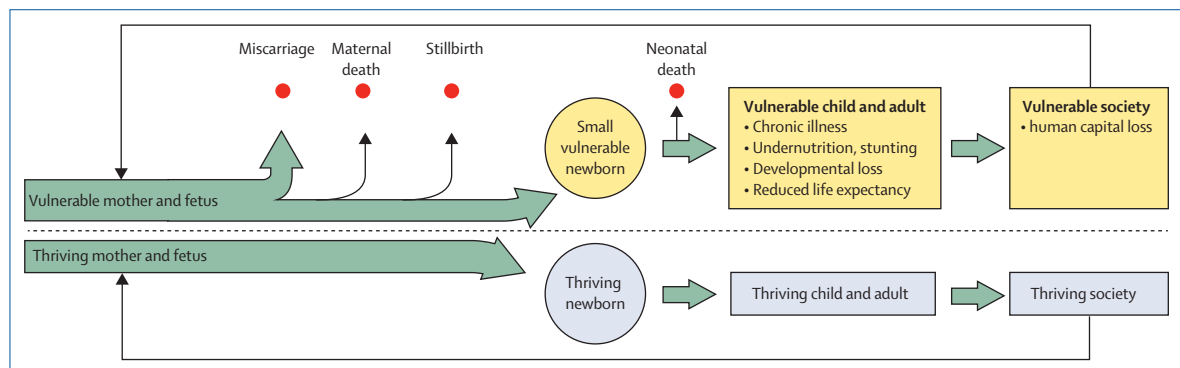 Miscarriage
Maternal
death
Stillbirth
Neonatal
death
Small
vulnerable
newborn
Vulnerable child and adult
• Chronic illness
• Undernutrition, stunting
• Developmental loss
• Reduced life expectancy
Vulnerable society
• human capital loss
Vulnerable mother and fetus
Thriving mother and fetus
Thriving
newborn
Thriving child and adult
Thriving society